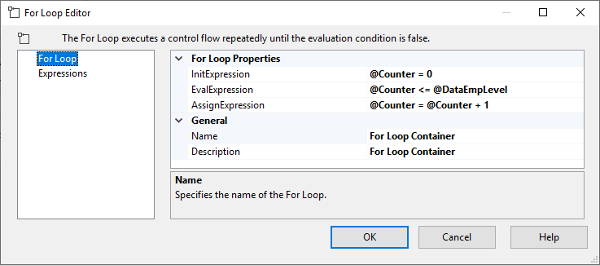 For Loop Editor
The For Loop executes a control flow repeatedly until the evaluation condition is false.
For Loop
Expressions
For Loop Properties
InitExpression @Counter = 0
EvalExpression @Counter <= @DataEmpLevel
AssignExpression @Counter = @Counter + 1
General
Name For Loop Container
Description For Loop Container
Name
Specifies the name of the For Loop.
OK Cancel Help